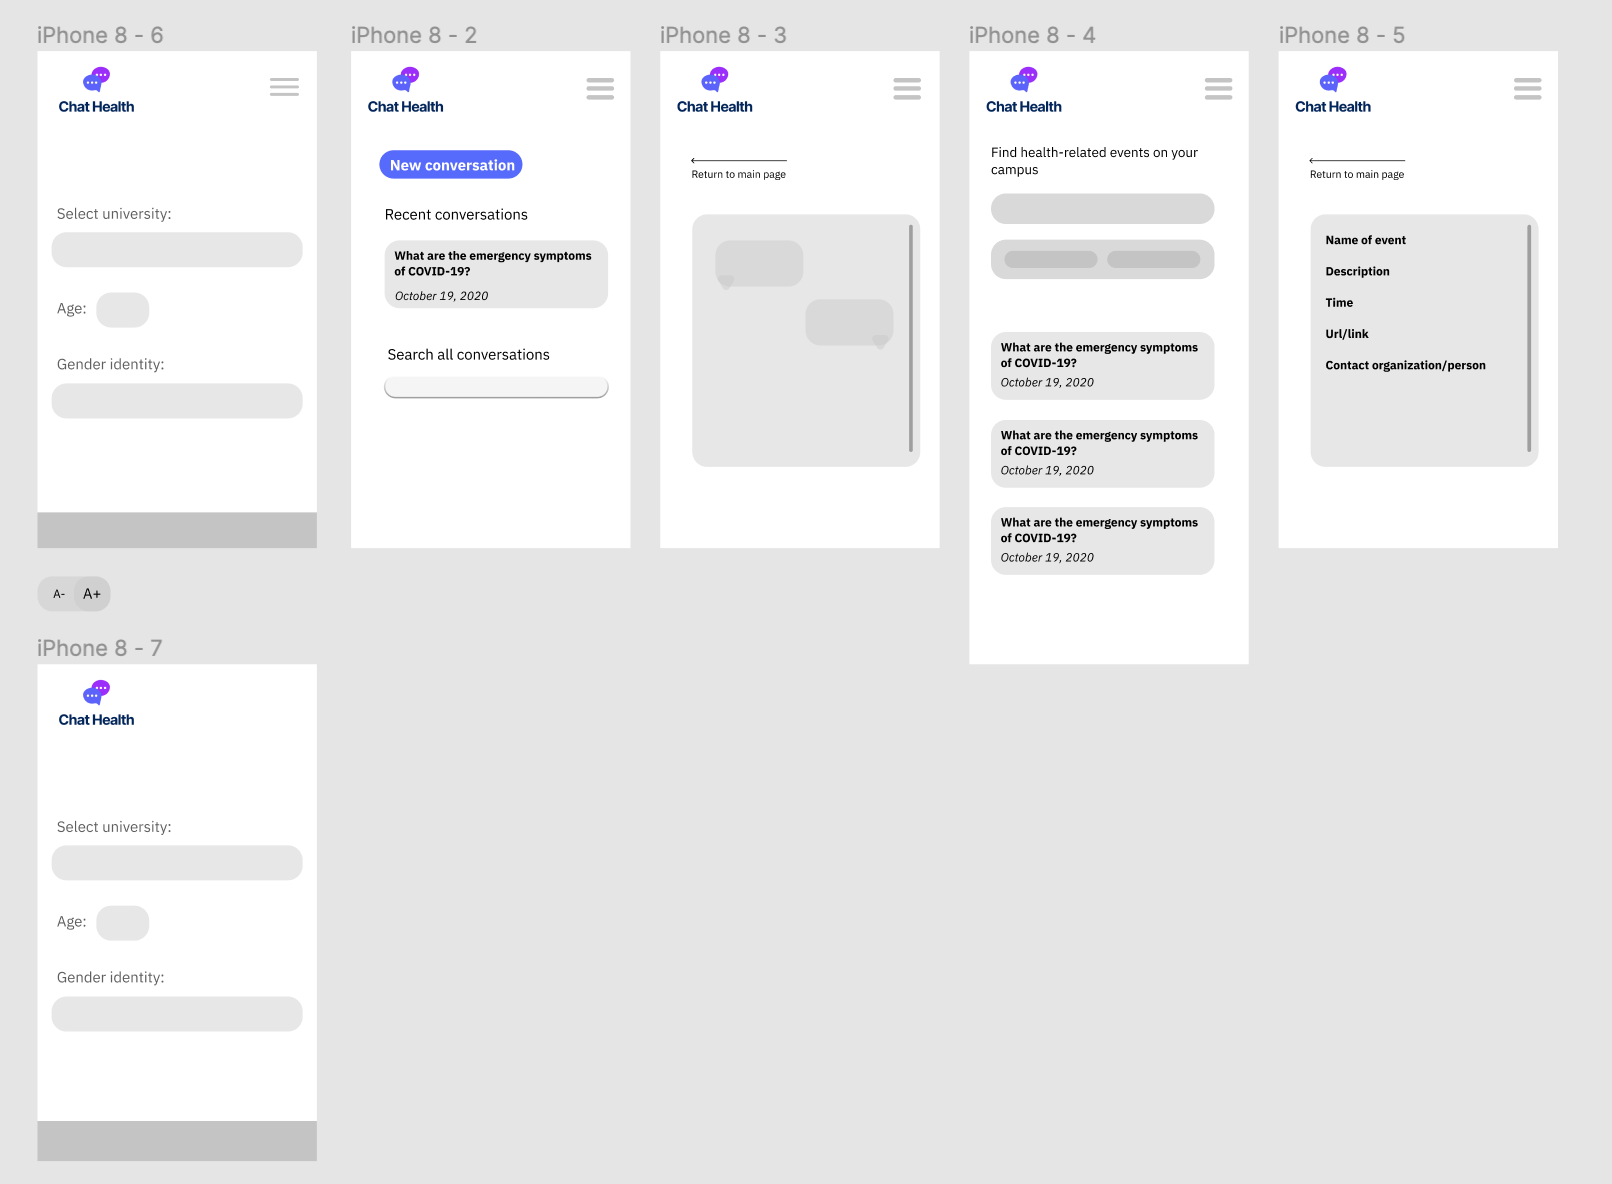 iPhone 8 - 6
Chat Health
Select university:
Age:
Gender identity:
A-
A+
iPhone 8 - 2
Chat Health
New conversation
Recent conversations
What are the emergency symptoms
of COVID-19?
October 19, 2020
Search all conversations
iPhone 8 - 3
Chat Health
Return to main page
iPhone 8 - 4
Chat Health
Find health-related events on your
campus
What are the emergency symptoms
of COVID-19?
October 19, 2020
What are the emergency symptoms
of COVID-19?
October 19, 2020
What are the emergency symptoms
of COVID-19?
October 19, 2020
iPhone 8 - 5
Chat Health
Return to main page
Name of event
Description
Time
Url/link
Contact organization/person
iPhone 8 - 7
Chat Health
Select university:
Age:
Gender identity: